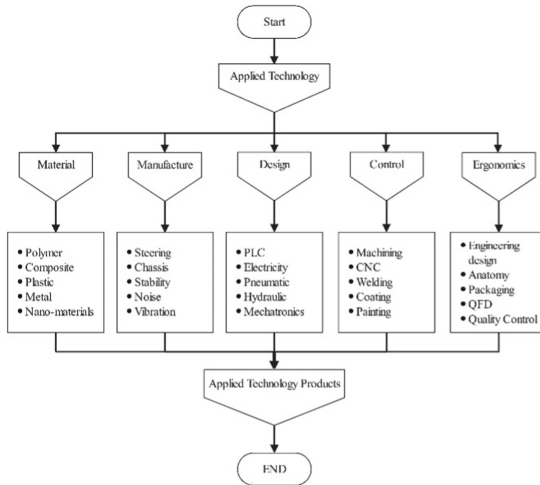 Start
Applied Technology
Material
Manufacture
Design
Control
Ergonomics
• Polymer
• Composite
• Plastic
• Metal
• Nano-materials
• Steering
• Chassis
• Stability
• Noise
• Vibration
• PLC
• Electricity
• Pneumatic
• Hydraulic
• Mechatronics
• Machining
• CNC
• Welding
• Coating
• Painting
• Engineering
design
• Anatomy
• Packaging
• QFD
• Quality Control
Applied Technology Products
END